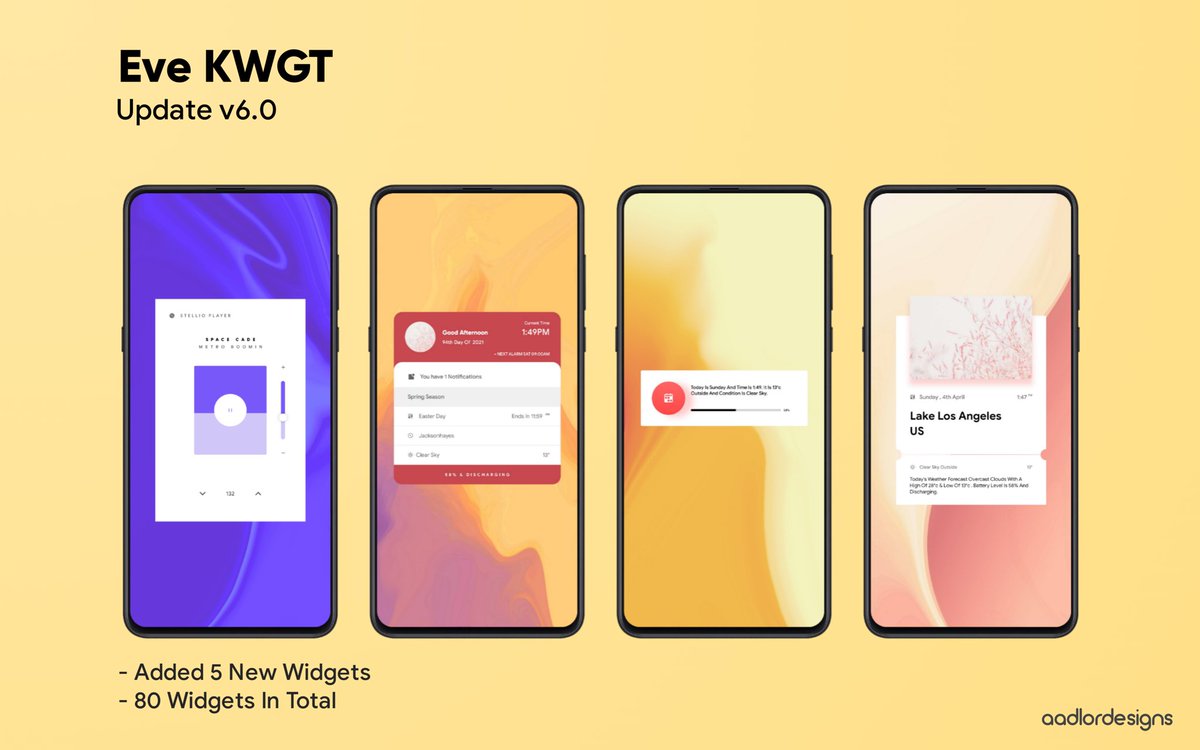 Eve KWGT
Update v6.0
STELLIO PLAYER
SPACE CADE
METRO BOOMIN
132
Good Afternoon
94th Day Of 2021
Current Time
1:49PM
- NEXT ALARM SAT 09:00AM
You have 1 Notifications
Spring Season
Easter Day
Ends In 11:59 PM
Jacksonhayes
Clear Sky
13°
58% & DISCHARGING
Today Is Sunday And Time Is 1:49. It Is 13°c
Outside And Condition Is Clear Sky.
Sunday , 4th April
1:47 PM
Lake Los Angeles
US
Clear Sky Outside
Today's Weather Forecast Overcast Clouds With A
High Of 28°c & Low Of 13°c . Battery Level Is 58% And
Discharging.
- Added 5 New Widgets
- 80 Widgets In Total
aadlordesigns